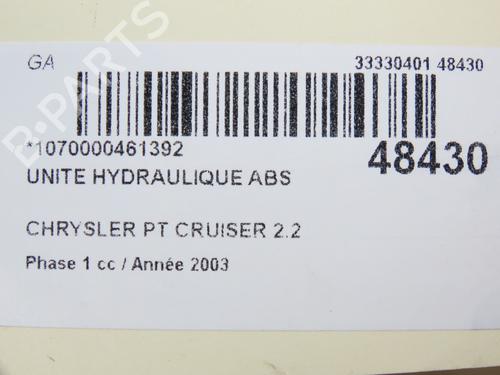 GA 33330401 48430
*1070000461392 48430
UNITE HYDRAULIQUE ABS
CHRYSLER PT CRUISER 2.2
Phase 1 cc / Année 2003
B-PARTS